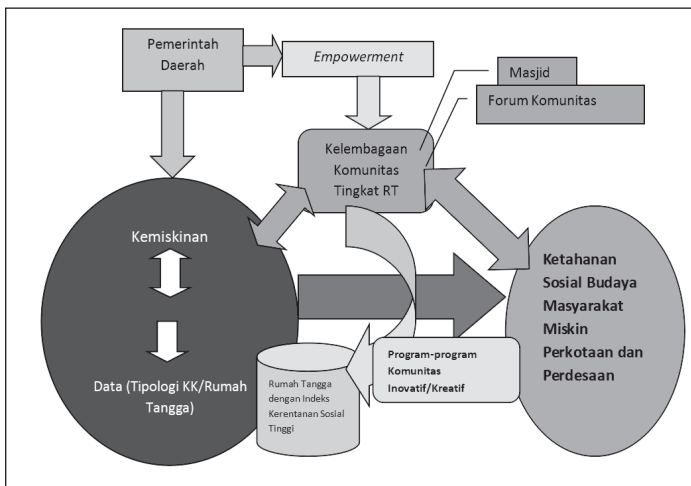 Pemerintah
Daerah
Empowerment
Masjid
Forum Komunitas
Kelembagaan
Komunitas
Tingkat RT
Kemiskinan
Data (Tipologi KK/Rumah
Tangga)
Rumah Tangga
dengan Indeks
Kerentanan Sosial
Tinggi
Program-program
Komunitas
Inovatif/Kreatif
Ketahanan
Sosial Budaya
Masyarakat
Miskin
Perkotaan dan
Perdesaan